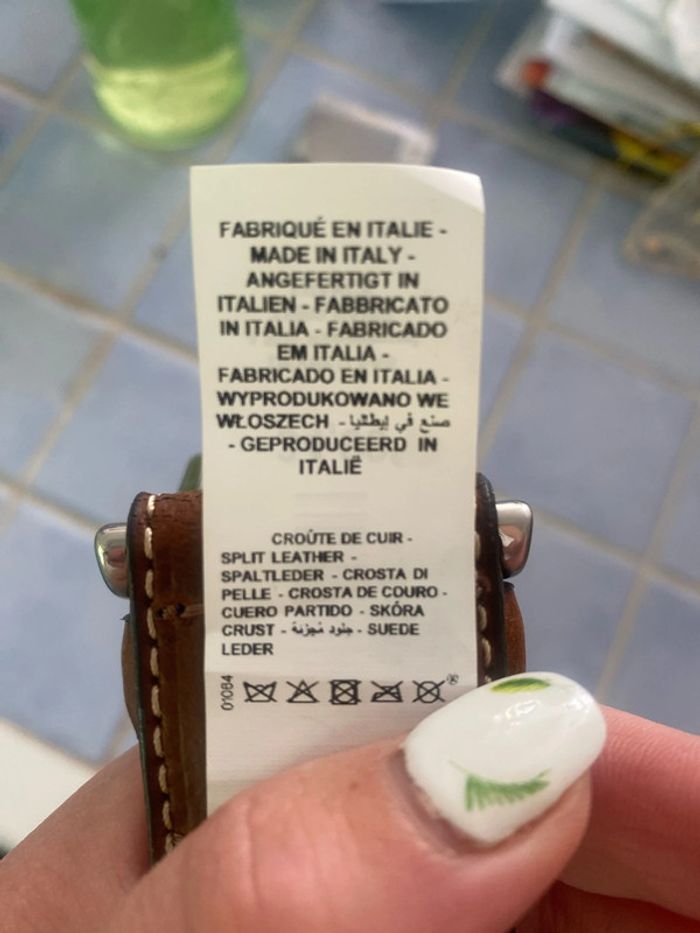 FABRIQUÉ EN ITALIE -
MADE IN ITALY -
ANGEFERTIGT IN
ITALIEN - FABBRICATO
IN ITALIA - FABRICADO
EM ITALIA -
FABRICADO EN ITALIA -
WYPRODUKOWANO WE
WŁOSZECH - صنع في إيطاليا
- GEPRODUCEERD IN
ITALIË
CROÛTE DE CUIR -
SPLIT LEATHER -
SPALTLEDER - CROSTA DI
PELLE - CROSTA DE COURO -
CUERO PARTIDO - SKÓRA
CRUST - جلود مُجزئة - SUEDE
LEDER
01084